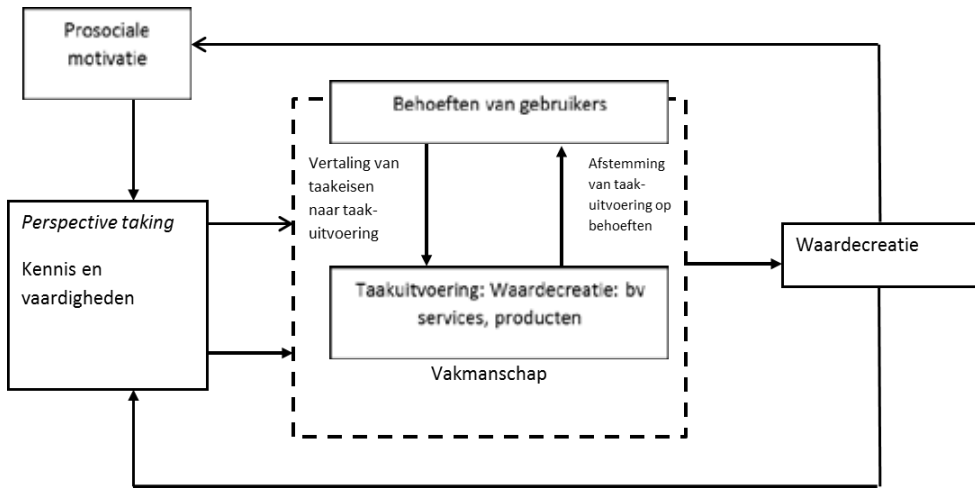 Prosociale
motivatie
Behoeften van gebruikers
Vertaling van
taakeisen
naar taak-
uitvoering
Afstemming
van taak-
uitvoering op
behoeften
Perspective taking
Kennis en
vaardigheden
Taakuitvoering: Waardecreatie: bv
services, producten
Vakmanschap
Waardecreatie